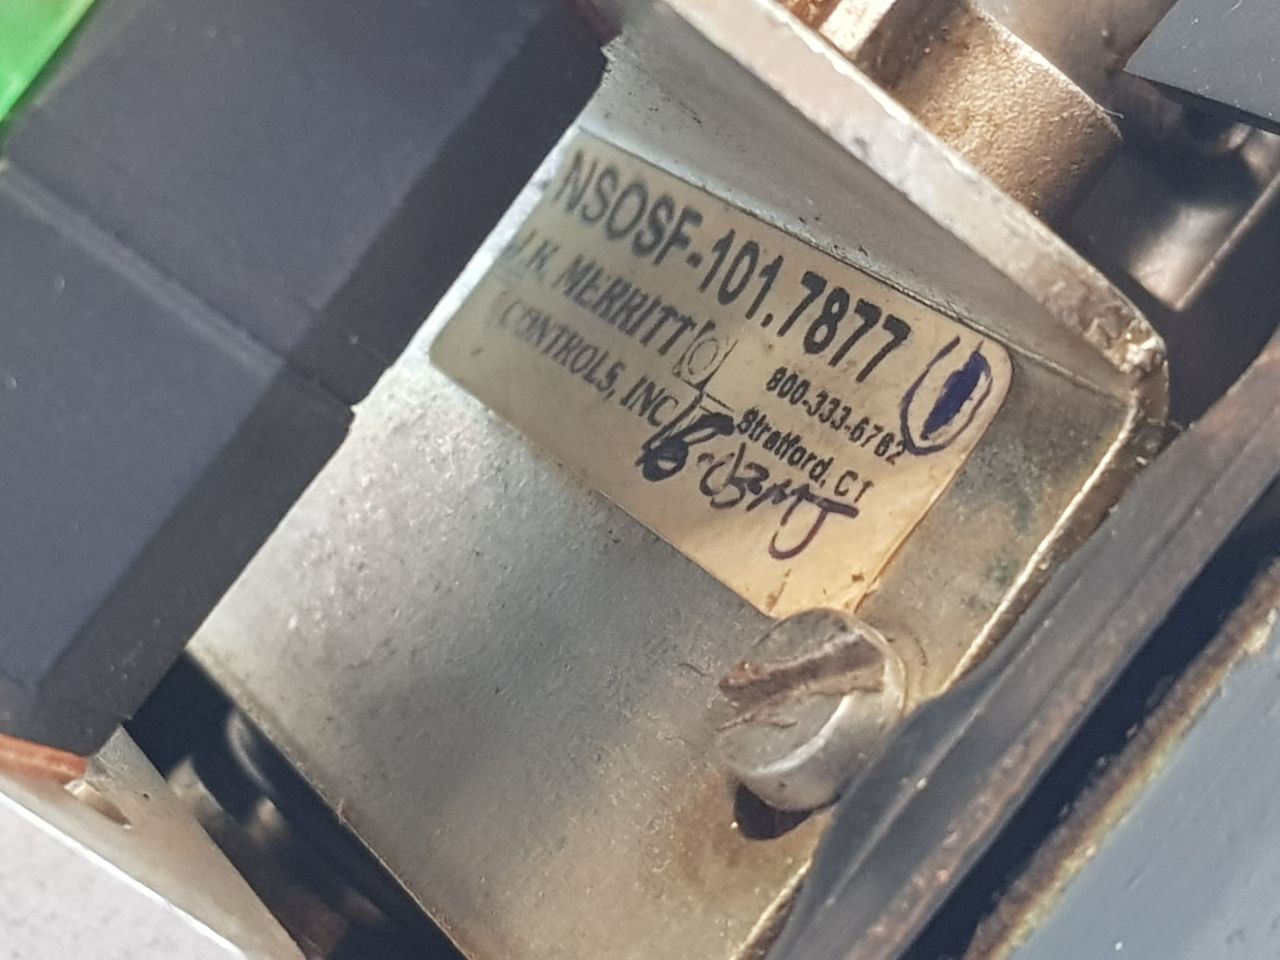 NSOSF-101.7877
J.R. MERRITT
CONTROLS, INC
800-333-6762
Stratford, CT